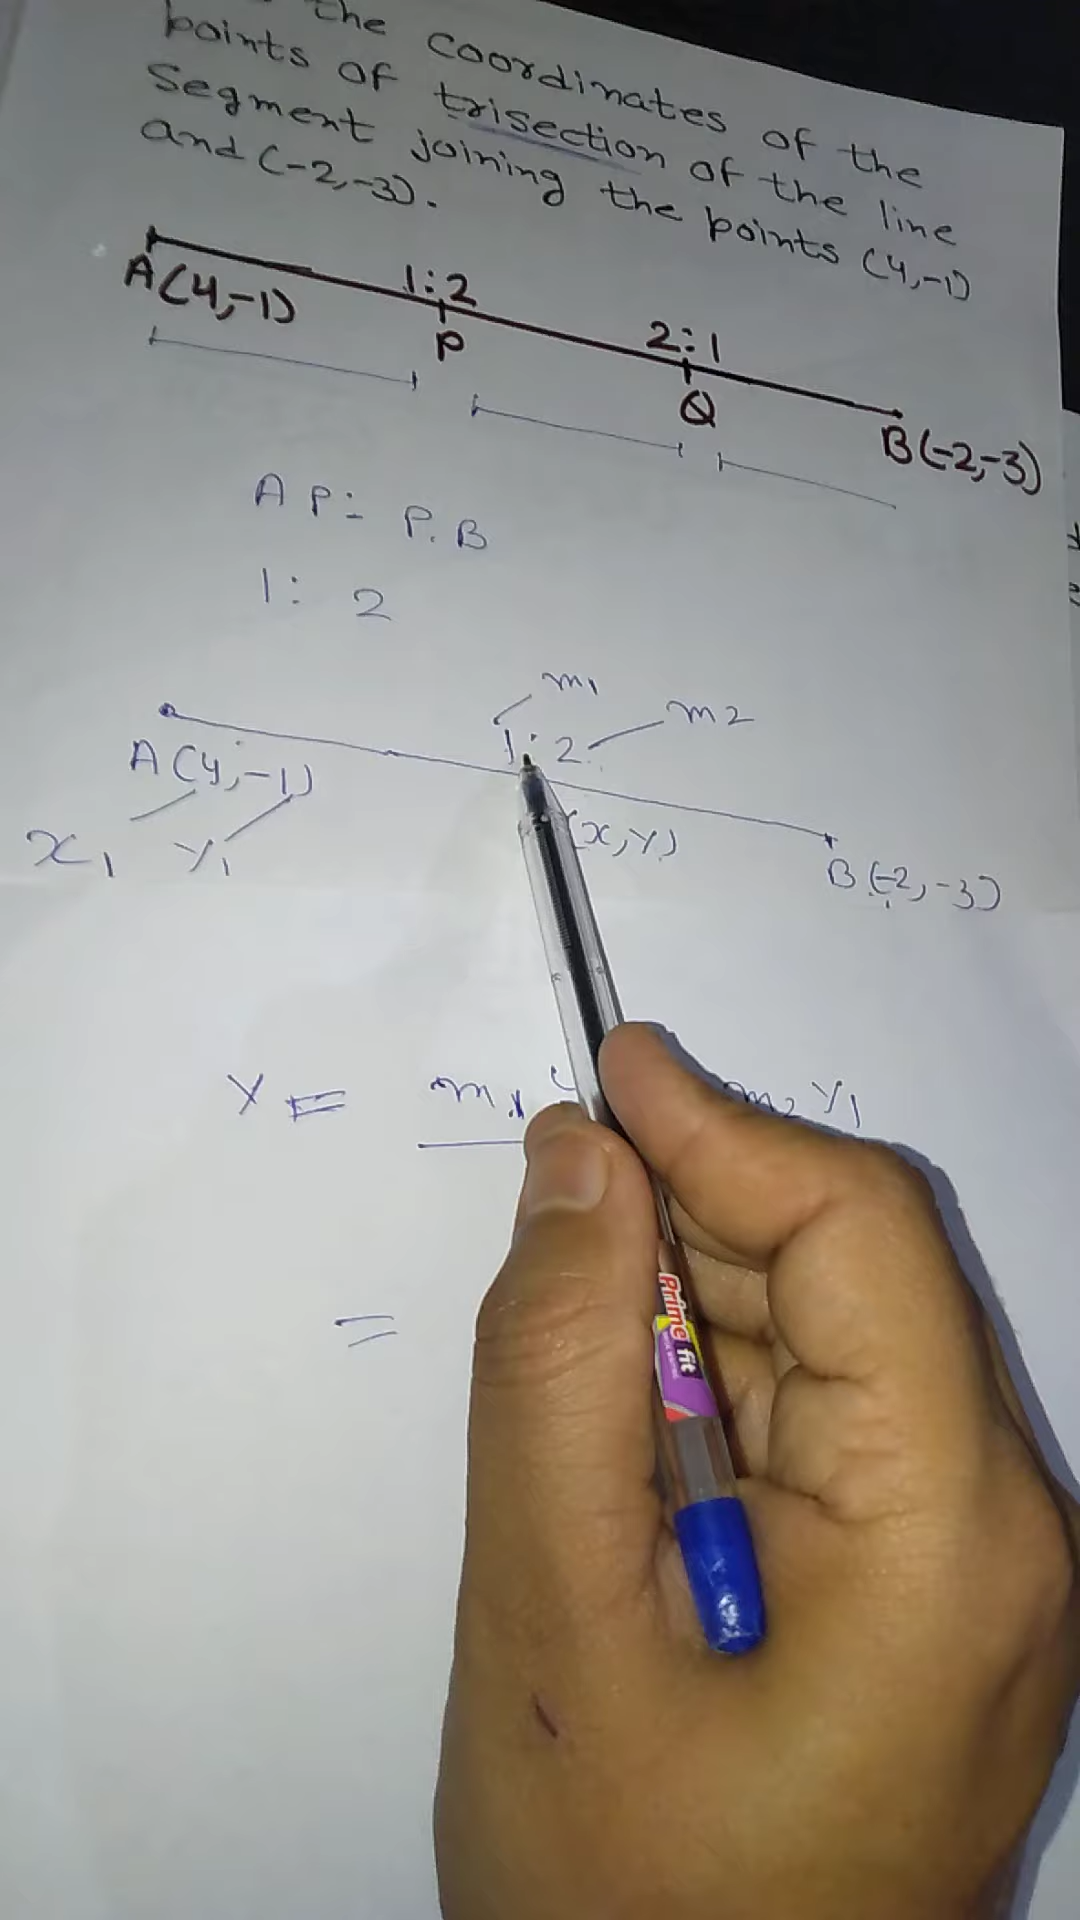 the coordinates of the
points of trisection of the line
Segment joining the points (4,-1)
and (-2,-3).
1:2
2:1
A(4,-1)
P
Q
B(-2,-3)
A P = P. B
1: 2
m1
m2
1:2
A(4,-1)
(x,y)
x1 y1
B(-2,-3)
Y = m1 m2 Y1
=
Prime fit